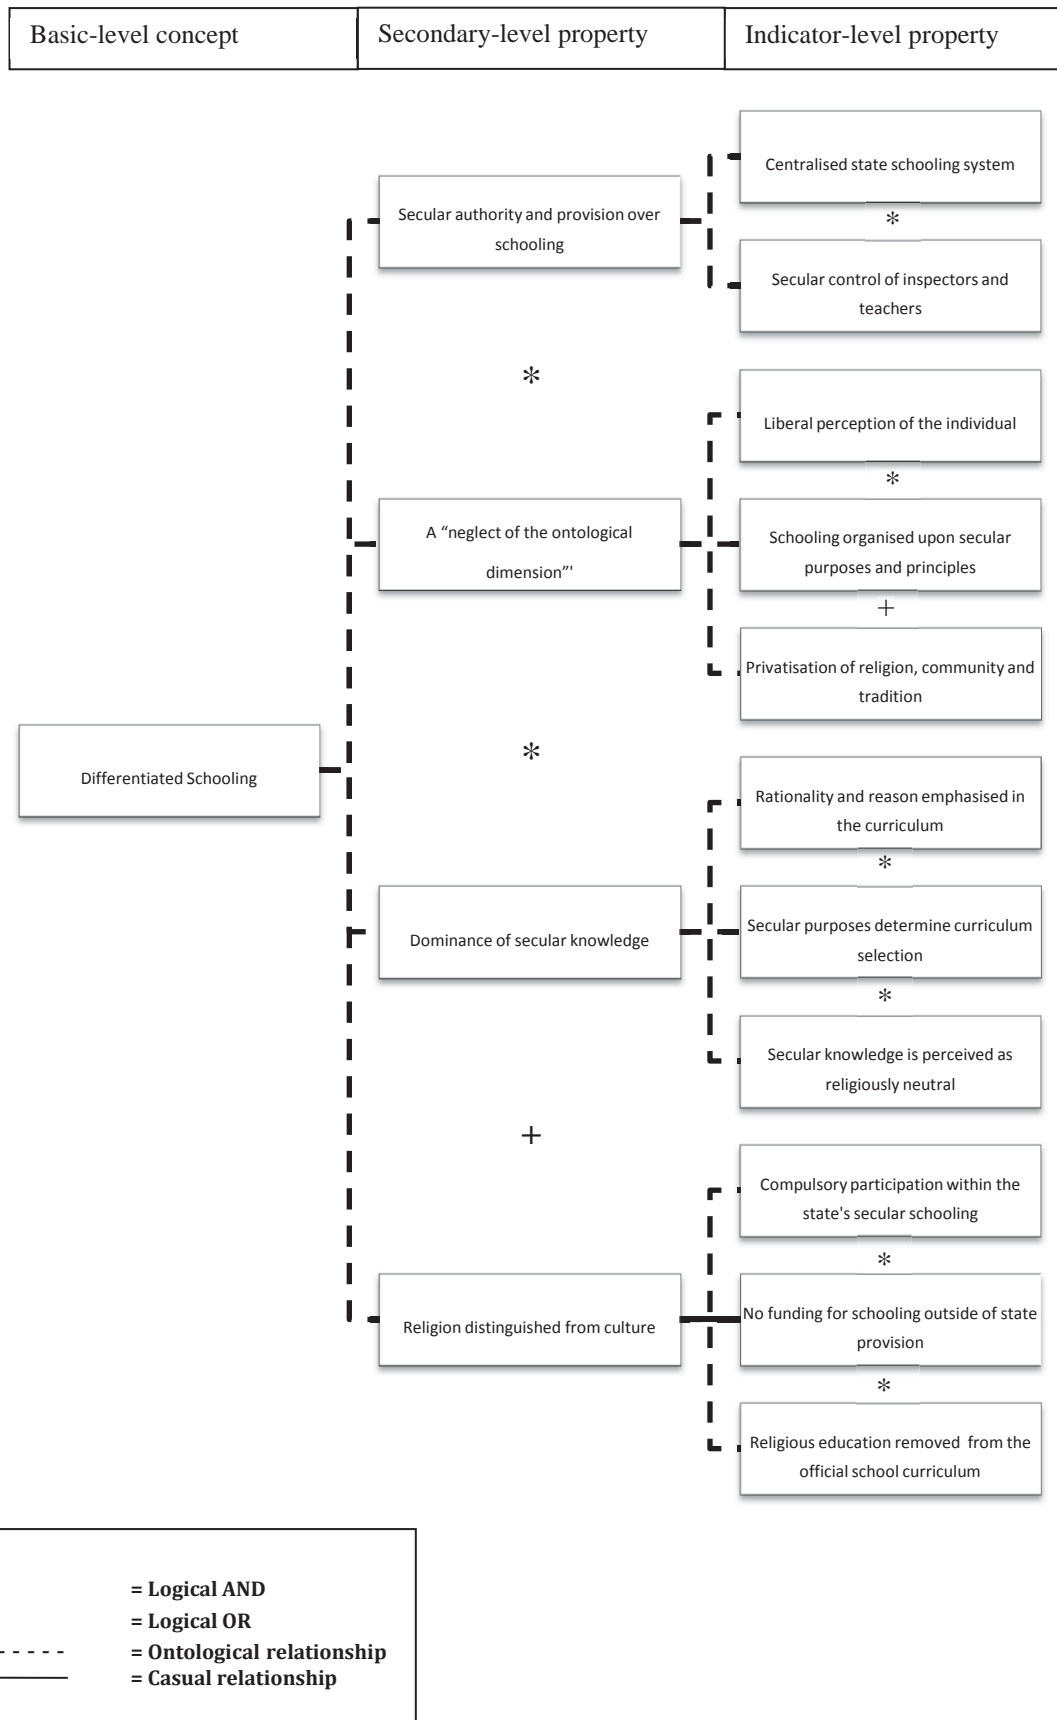 Basic-level concept
Secondary-level property
Indicator-level property
Centralised state schooling system
*
Secular authority and provision over
schooling
Secular control of inspectors and
teachers
*
Liberal perception of the individual
*
A “neglect of the ontological
dimension”'
Schooling organised upon secular
purposes and principles
+
Privatisation of religion, community and
tradition
*
Differentiated Schooling
Rationality and reason emphasised in
the curriculum
*
Dominance of secular knowledge
Secular purposes determine curriculum
selection
*
Secular knowledge is perceived as
religiously neutral
+
Compulsory participation within the
state's secular schooling
*
Religion distinguished from culture
No funding for schooling outside of state
provision
*
Religious education removed from the
official school curriculum
= Logical AND
= Logical OR
= Ontological relationship
= Casual relationship